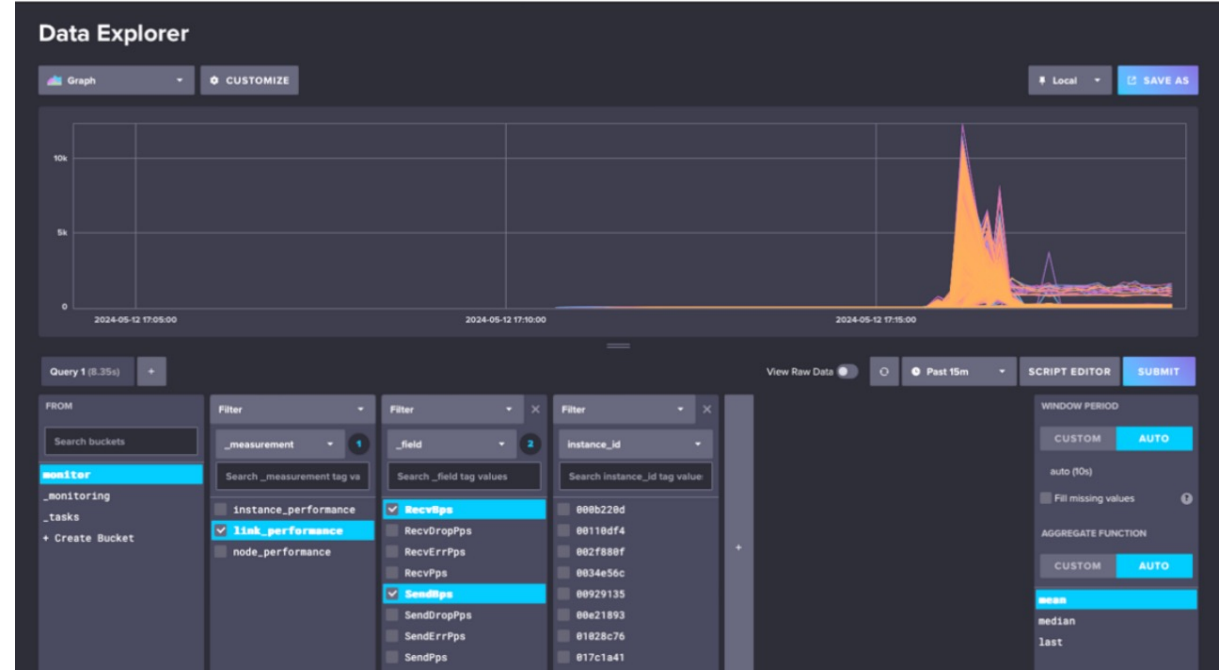 Data Explorer
Graph
CUSTOMIZE
Local
SAVE AS
10k
5k
0
2024-05-12 17:05:00
2024-05-12 17:10:00
2024-05-12 17:15:00
Query 1 (8.35s)
+
View Raw Data
Past 15m
SCRIPT EDITOR
SUBMIT
FROM
Search buckets
monitor
_monitoring
_tasks
+ Create Bucket
Filter
_measurement
1
Search _measurement tag va
instance_performance
link_performance
node_performance
Filter
_field
2
Search _field tag values
RecvBps
RecvDropPps
RecvErrPps
RecvPps
SendBps
SendDropPps
SendErrPps
SendPps
Filter
instance_id
Search instance_id tag value
000b220d
00110df4
002f880f
0034e56c
00929135
00e21893
01028c76
017c1a41
+
WINDOW PERIOD
CUSTOM
AUTO
auto (10s)
Fill missing values
?
AGGREGATE FUNCTION
CUSTOM
AUTO
mean
median
last